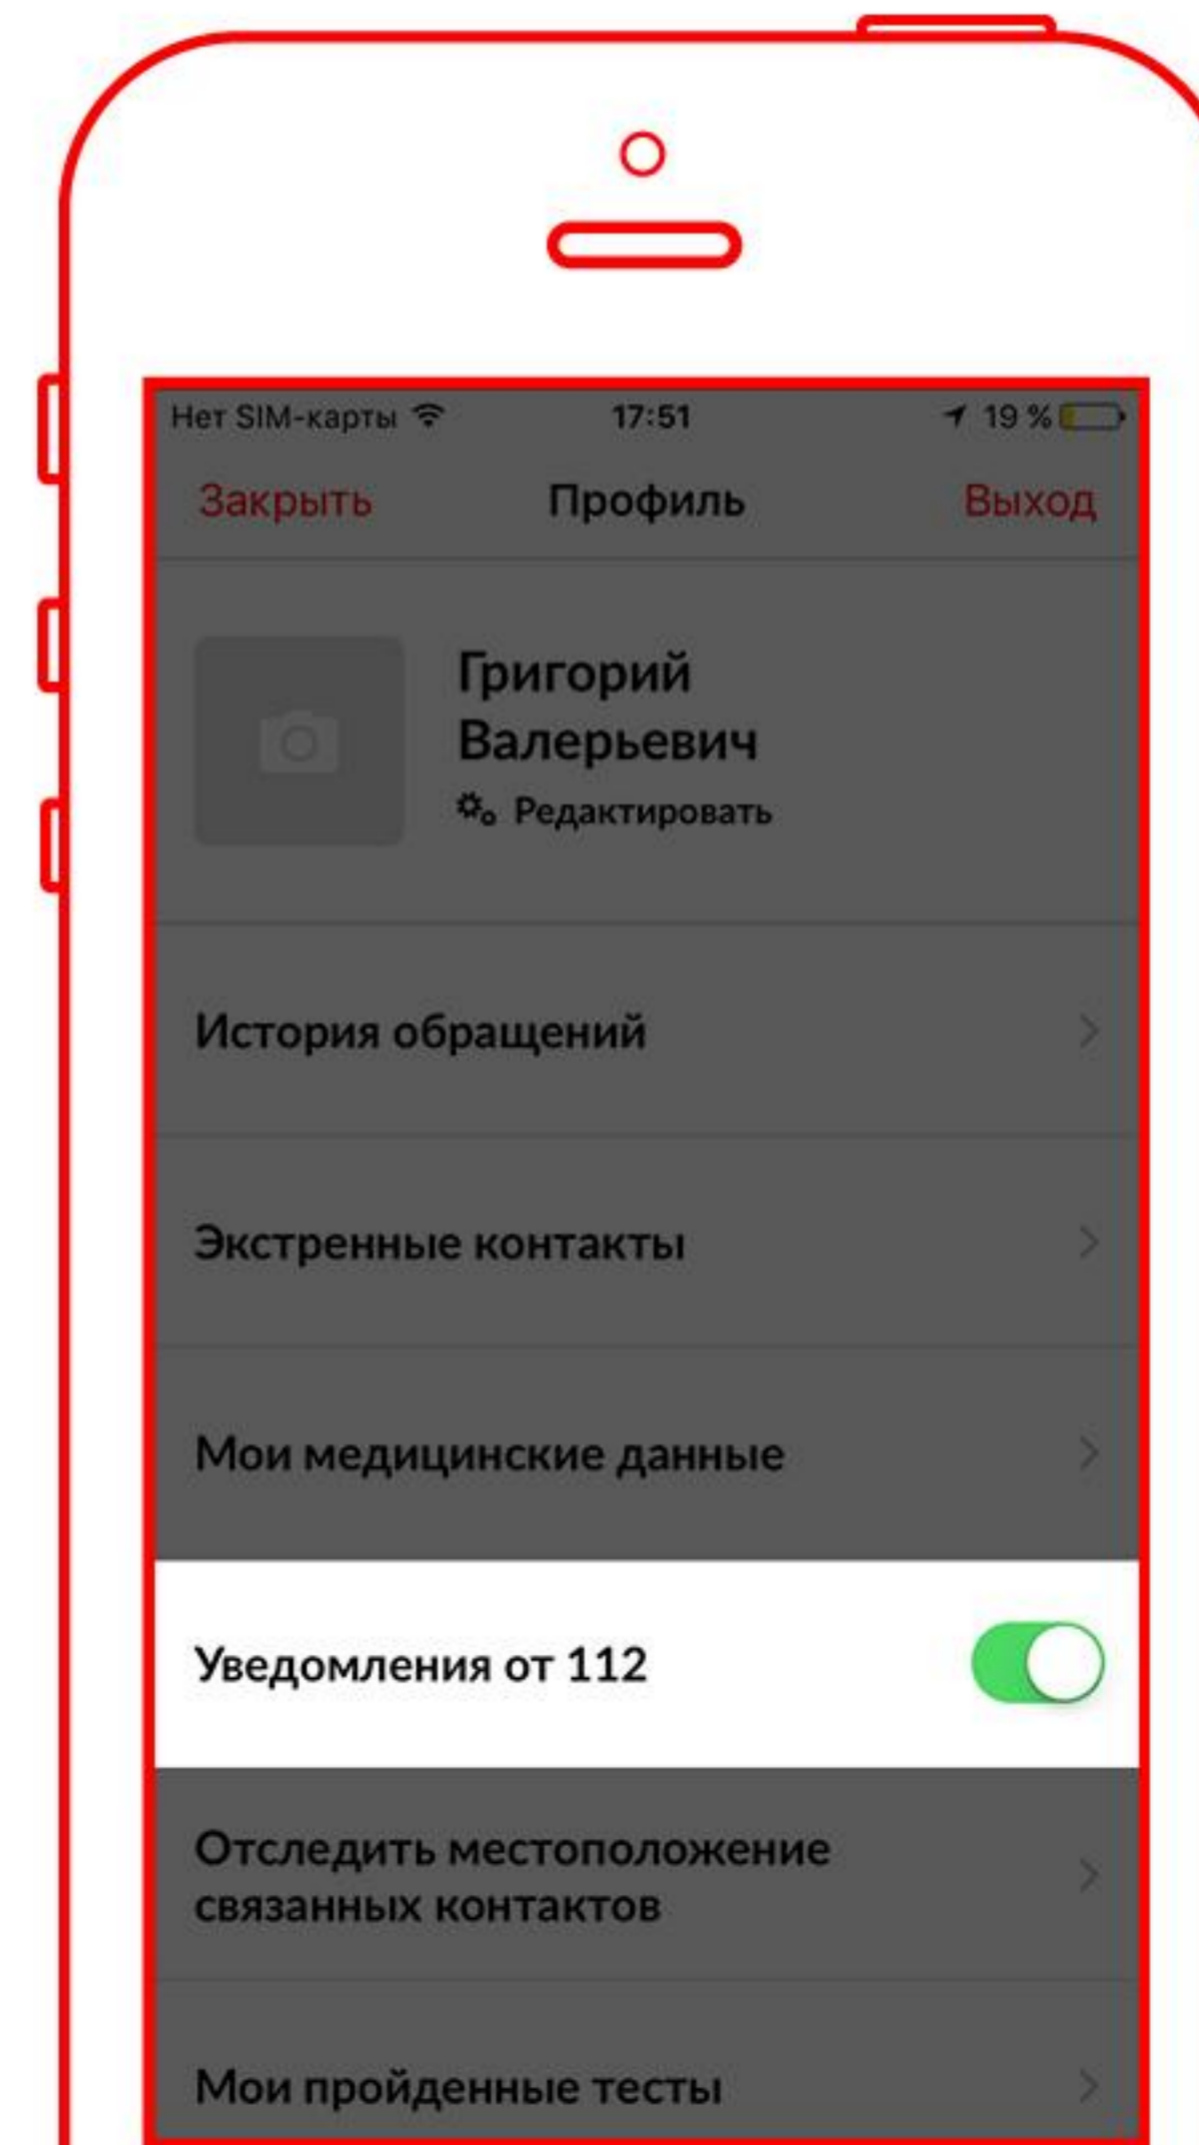 Нет SIM-карты 17:51 19 %
Закрыть Профиль Выход
Григорий
Валерьевич
Редактировать
История обращений
Экстренные контакты
Мои медицинские данные
Уведомления от 112
Отследить местоположение
связанных контактов
Мои пройденные тесты